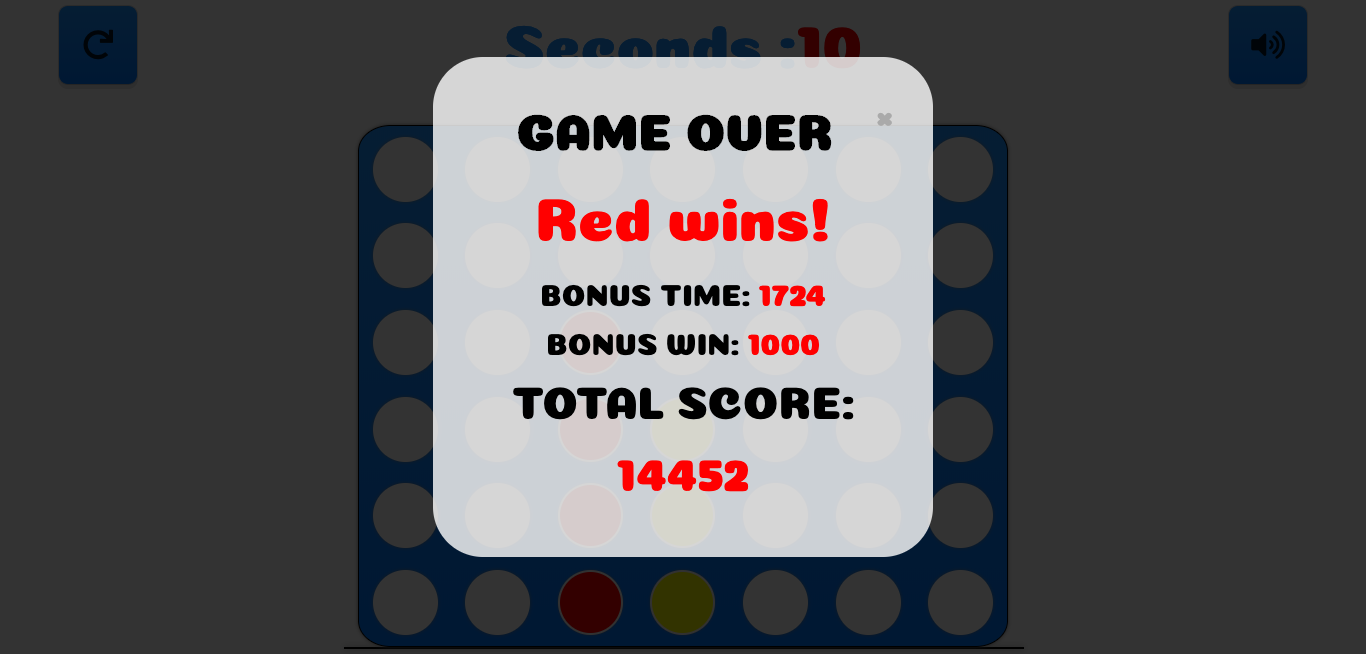 Seconds :10
GAME OVER
Red wins!
BONUS TIME: 1724
BONUS WIN: 1000
TOTAL SCORE:
14452